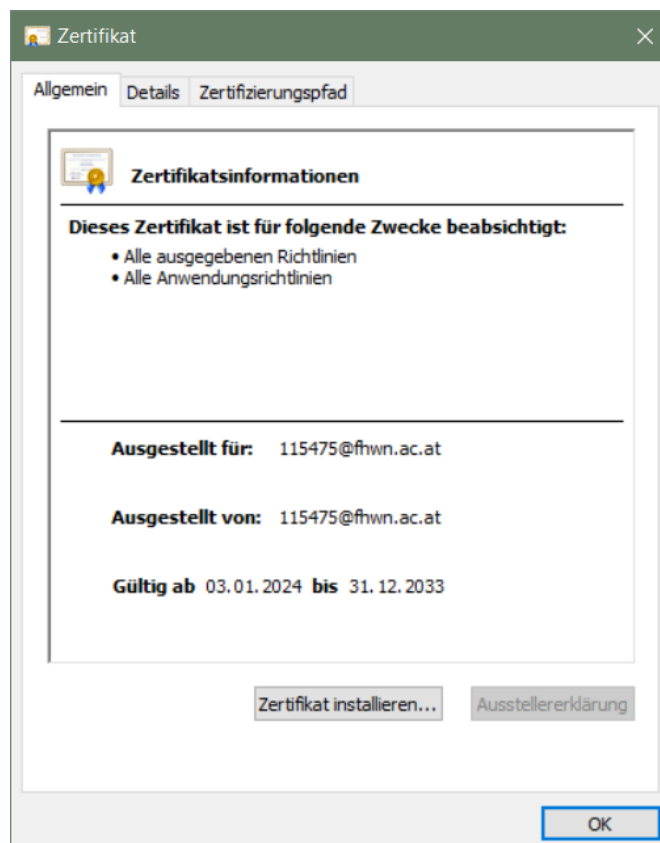 Zertifikat
Allgemein Details Zertifizierungspfad
Zertifikatsinformationen
Dieses Zertifikat ist für folgende Zwecke beabsichtigt:
• Alle ausgegebenen Richtlinien
• Alle Anwendungsrichtlinien
Ausgestellt für: 115475@fhwn.ac.at
Ausgestellt von: 115475@fhwn.ac.at
Gültig ab 03.01.2024 bis 31.12.2033
Zertifikat installieren... Ausstellererklärung
OK